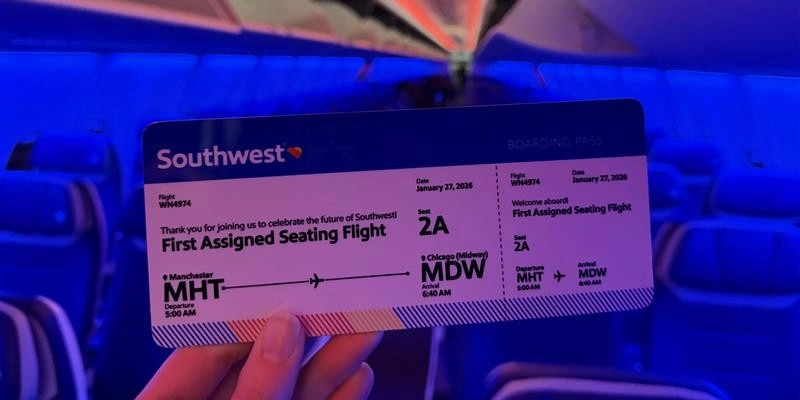 Southwest
BOARDING PASS
Flight
WN4974
Date
January 27, 2026
Thank you for joining us to celebrate the future of Southwest!
First Assigned Seating Flight
Seat
2A
Manchester
MHT
Departure
5:00 AM
Chicago (Midway)
MDW
Arrival
6:40 AM
Flight
WN4974
Date
January 27, 2026
Welcome aboard!
First Assigned Seating Flight
Seat
2A
Departure
MHT
5:00 AM
Arrival
MDW
6:40 AM